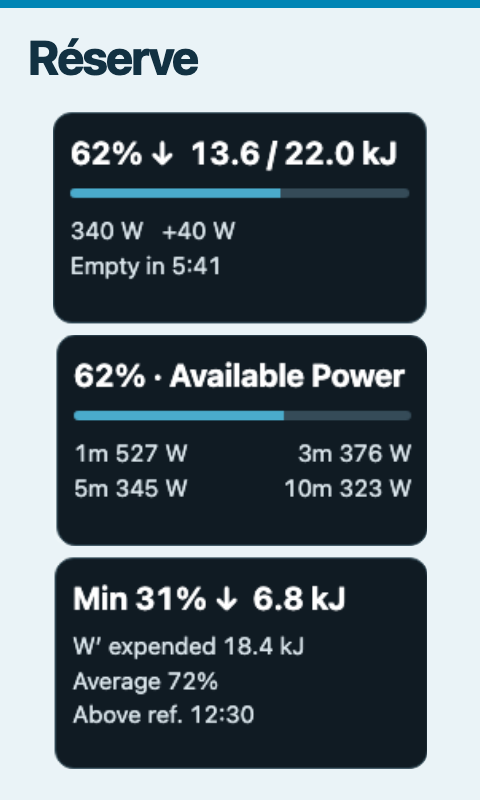 Réserve
62% ↓ 13.6 / 22.0 kJ
340 W +40 W
Empty in 5:41
62% · Available Power
1m 527 W 3m 376 W
5m 345 W 10m 323 W
Min 31% ↓ 6.8 kJ
W′ expended 18.4 kJ
Average 72%
Above ref. 12:30